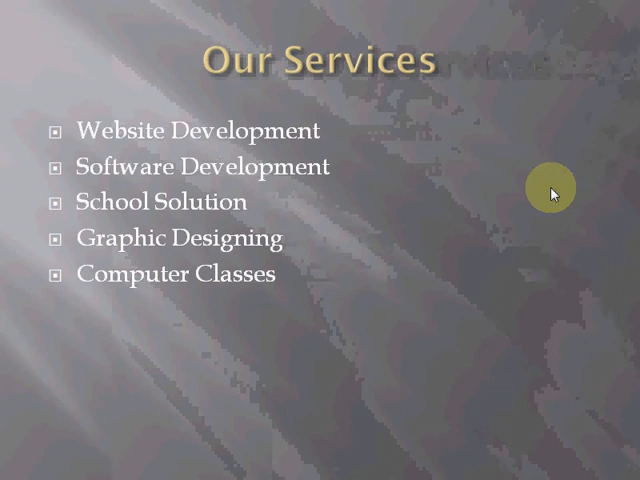 Our Services
Website Development
Software Development
School Solution
Graphic Designing
Computer Classes